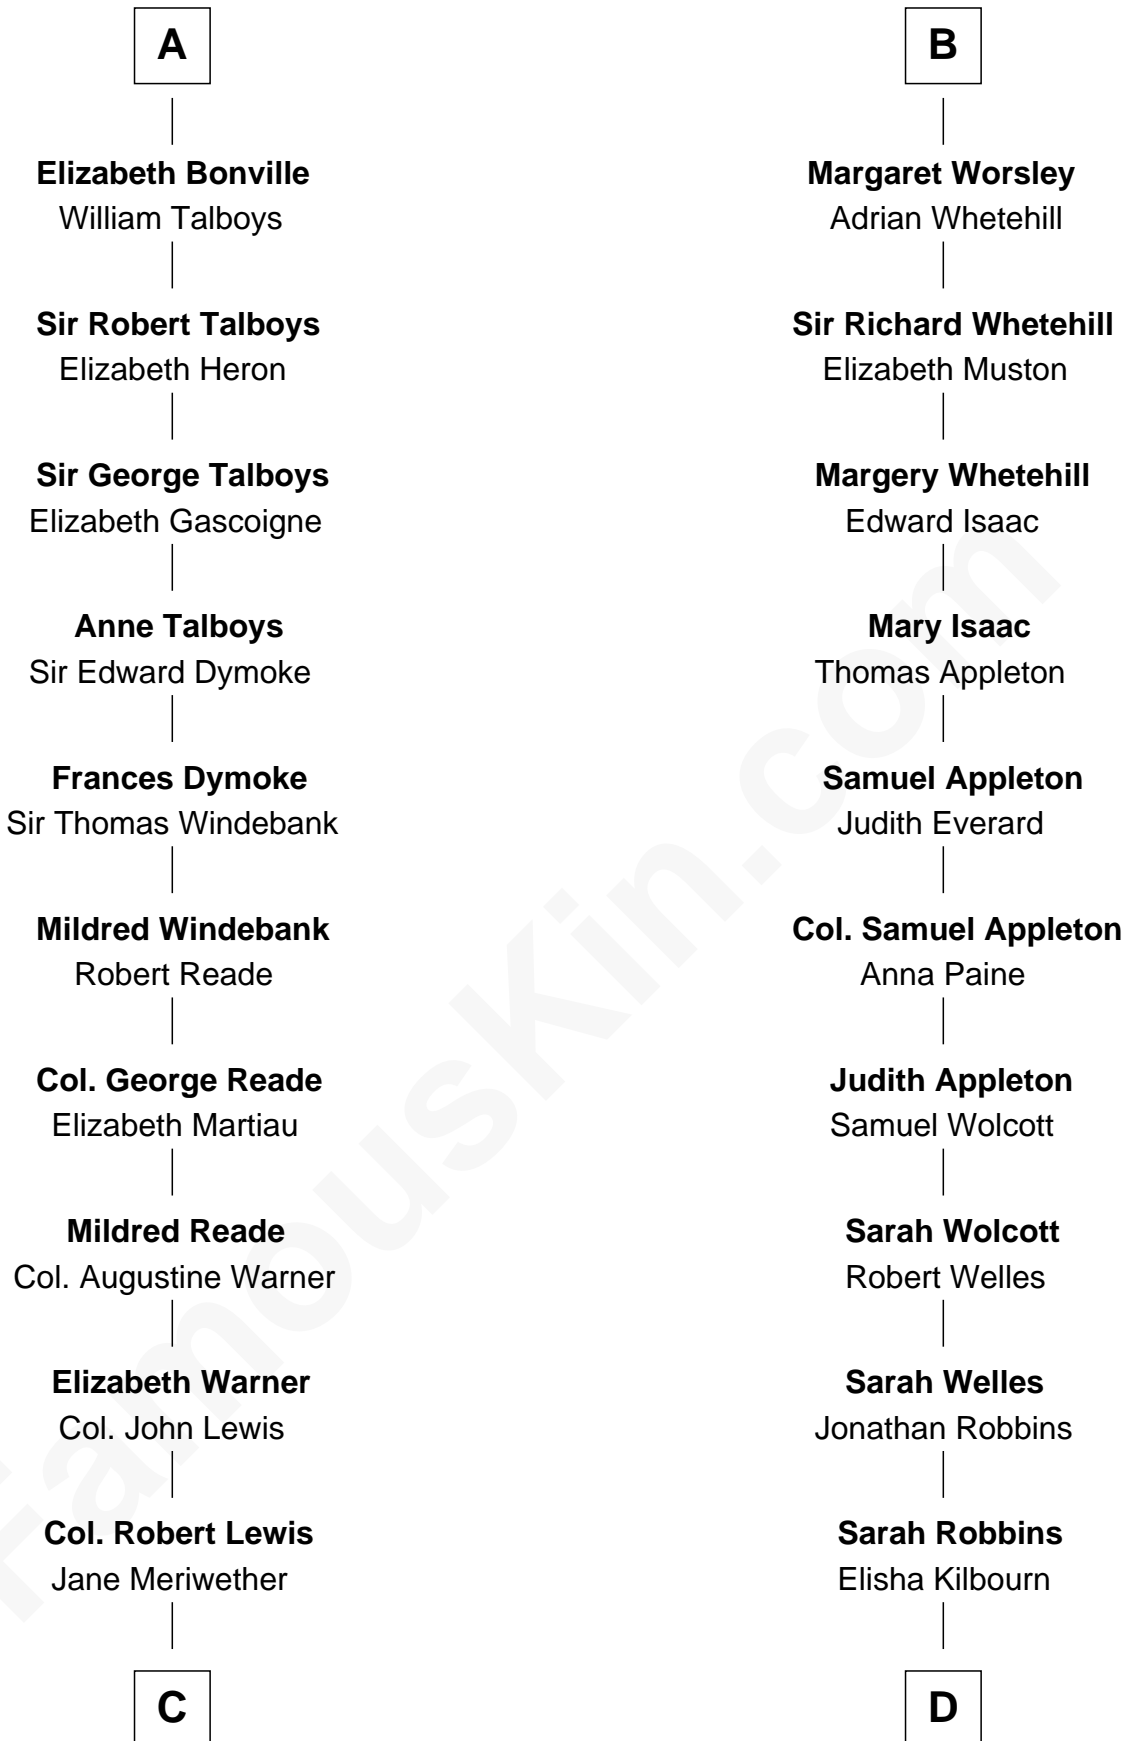 A
Elizabeth Bonville
William Talboys
Sir Robert Talboys
Elizabeth Heron
Sir George Talboys
Elizabeth Gascoigne
Anne Talboys
Sir Edward Dymoke
Frances Dymoke
Sir Thomas Windebank
Mildred Windebank
Robert Reade
Col. George Reade
Elizabeth Martiau
Mildred Reade
Col. Augustine Warner
Elizabeth Warner
Col. John Lewis
Col. Robert Lewis
Jane Meriwether
C
B
Margaret Worsley
Adrian Whetehill
Sir Richard Whetehill
Elizabeth Muston
Margery Whetehill
Edward Isaac
Mary Isaac
Thomas Appleton
Samuel Appleton
Judith Everard
Col. Samuel Appleton
Anna Paine
Judith Appleton
Samuel Wolcott
Sarah Wolcott
Robert Welles
Sarah Welles
Jonathan Robbins
Sarah Robbins
Elisha Kilbourn
D
FamousKin.com